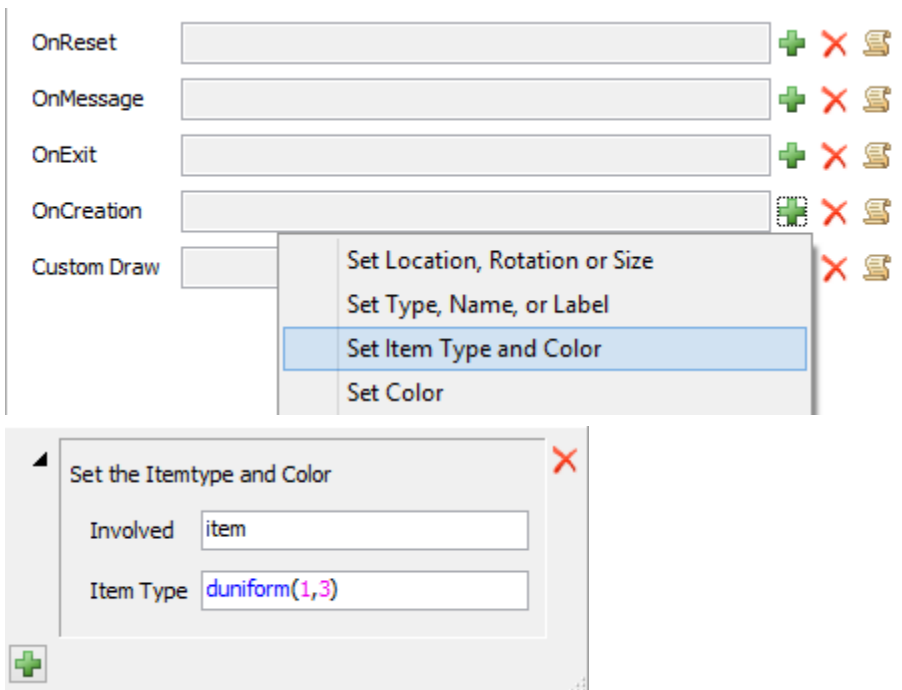 OnReset
OnMessage
OnExit
OnCreation
Custom Draw
Set Location, Rotation or Size
Set Type, Name, or Label
Set Item Type and Color
Set Color
Set the Itemtype and Color
Involved item
Item Type duniform(1,3)